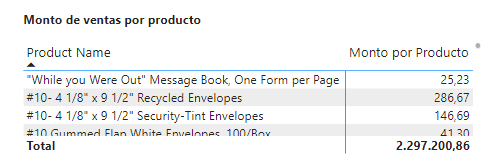 Monto de ventas por producto
Product Name Monto por Producto
"While you Were Out" Message Book, One Form per Page 25,23
#10- 4 1/8" x 9 1/2" Recycled Envelopes 286,67
#10- 4 1/8" x 9 1/2" Security-Tint Envelopes 146,69
#10 Gummed Flap White Envelopes, 100/Box 41,30
Total 2.297.200,86